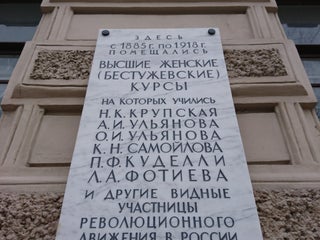 ЗДЕСЬ
С 1885 г. по 1918 г.
ПОМЕЩАЛИСЬ
ВЫСШИЕ ЖЕНСКИЕ
(БЕСТУЖЕВСКИЕ)
КУРСЫ
НА КОТОРЫХ УЧИЛИСЬ
Н.К. КРУПСКАЯ
А.И. УЛЬЯНОВА
О.И. УЛЬЯНОВА
К.Н. САМОЙЛОВА
П.Ф. КУДЕЛЛИ
Л.А. ФОТИЕВА
И ДРУГИЕ ВИДНЫЕ
УЧАСТНИЦЫ
РЕВОЛЮЦИОННОГО
ДВИЖЕНИЯ В РОССИИ